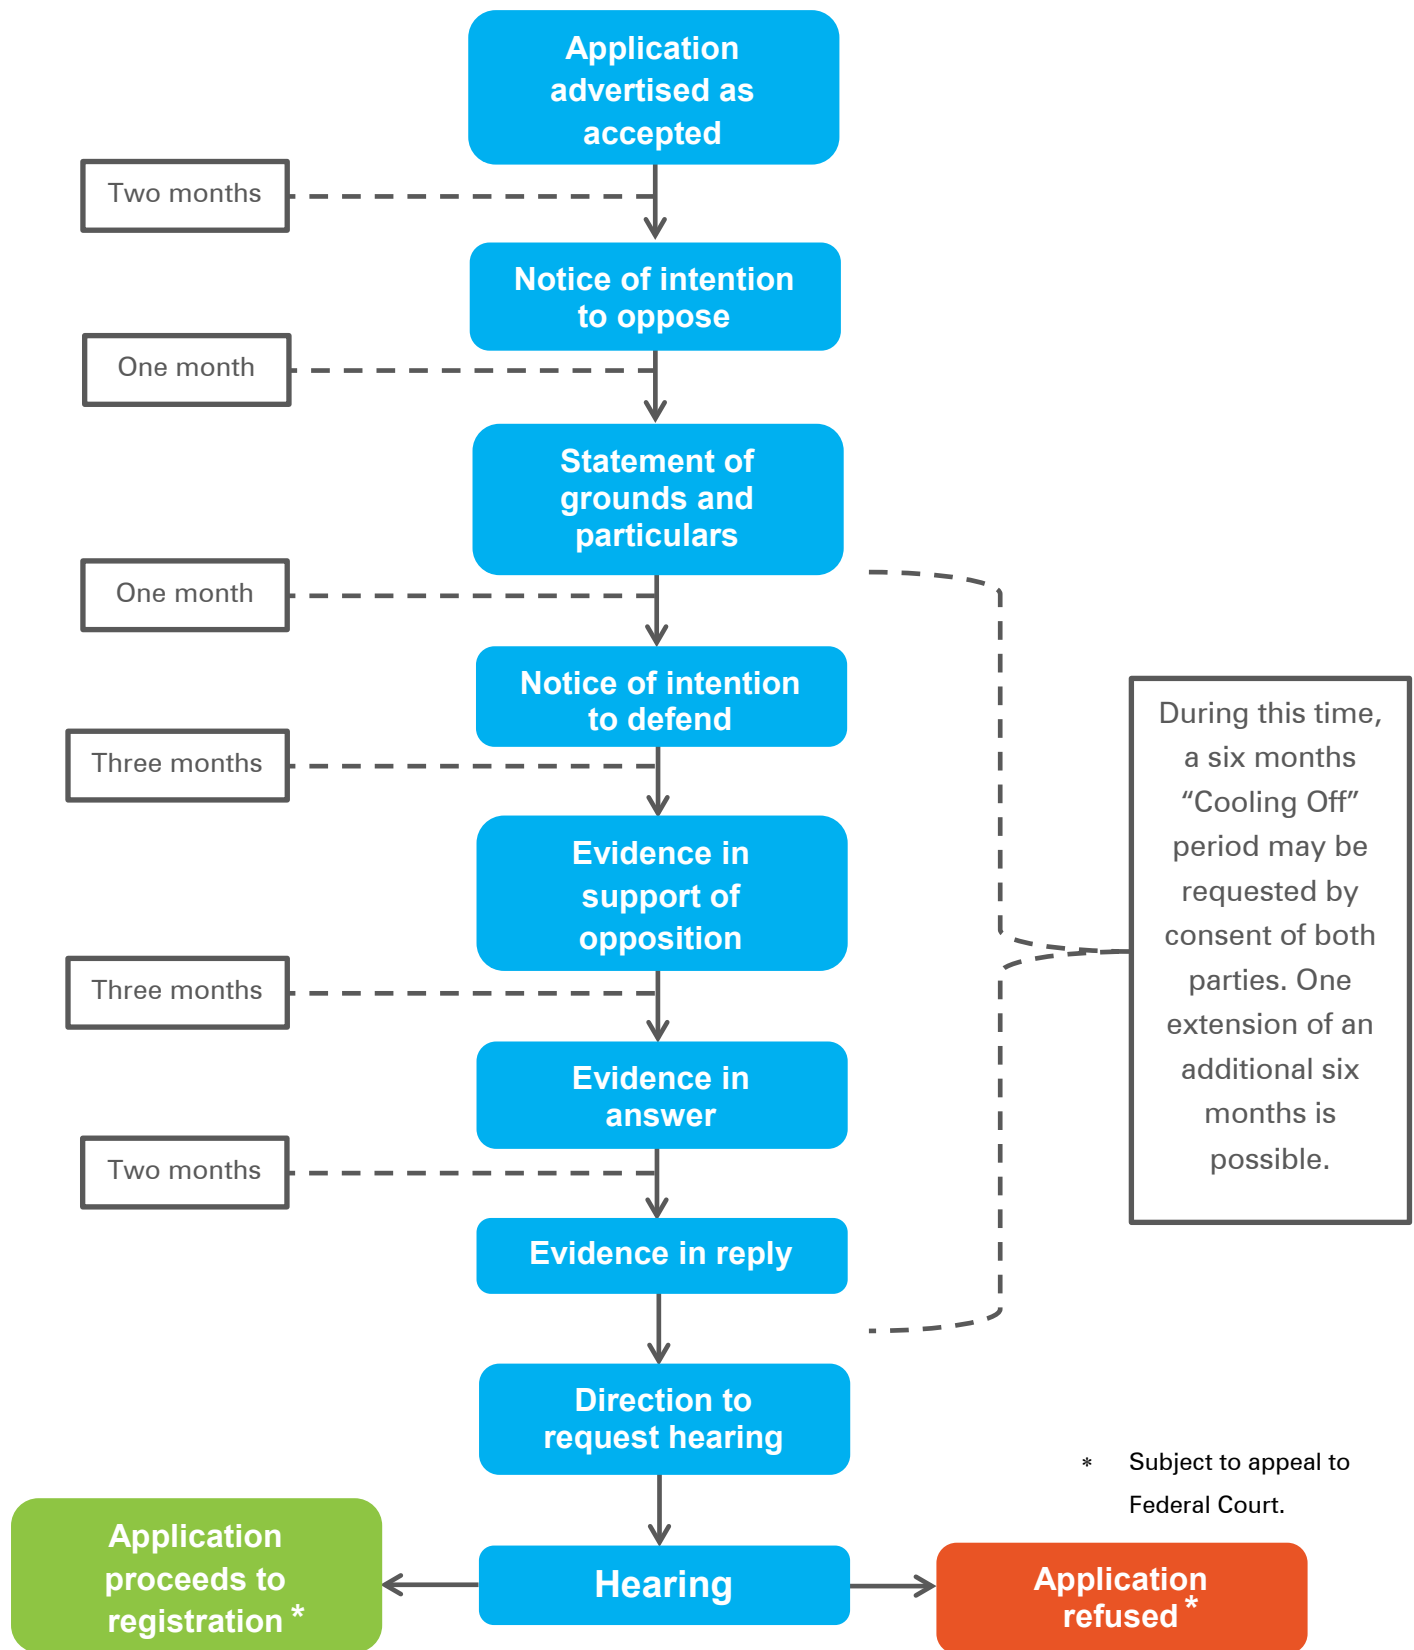 Application
advertised as
accepted
Two months
Notice of intention
to oppose
One month
Statement of
grounds and
particulars
One month
Notice of intention
to defend
Three months
Evidence in
support of
opposition
Three months
Evidence in
answer
Two months
Evidence in reply
During this time,
a six months
“Cooling Off”
period may be
requested by
consent of both
parties. One
extension of an
additional six
months is
possible.
Direction to
request hearing
* Subject to appeal to
Federal Court.
Application
proceeds to
registration *
Hearing
Application
refused *